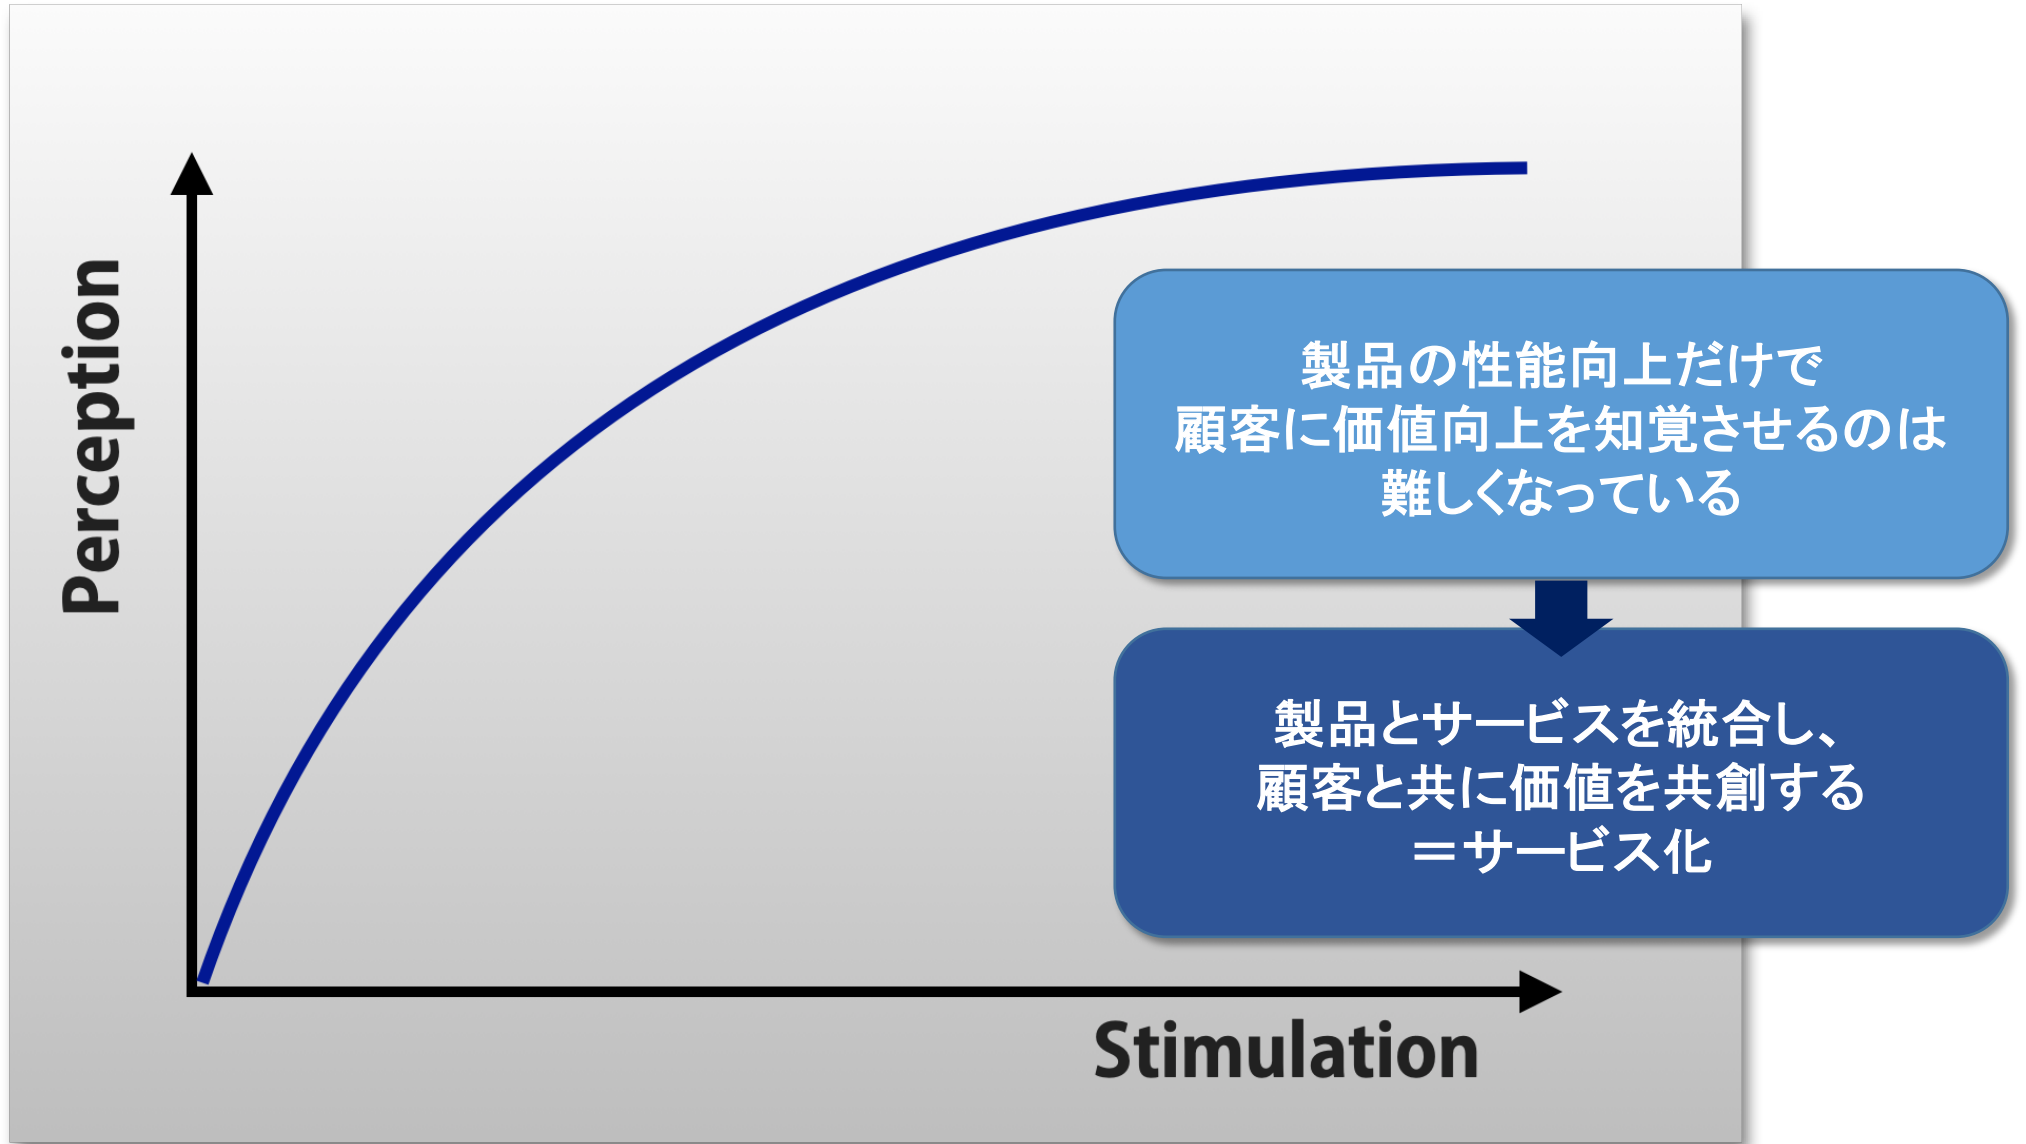 Perception
製品の性能向上だけで
顧客に価値向上を知覚させるのは
難しくなっている
製品とサービスを統合し、
顧客と共に価値を共創する
＝サービス化
Stimulation